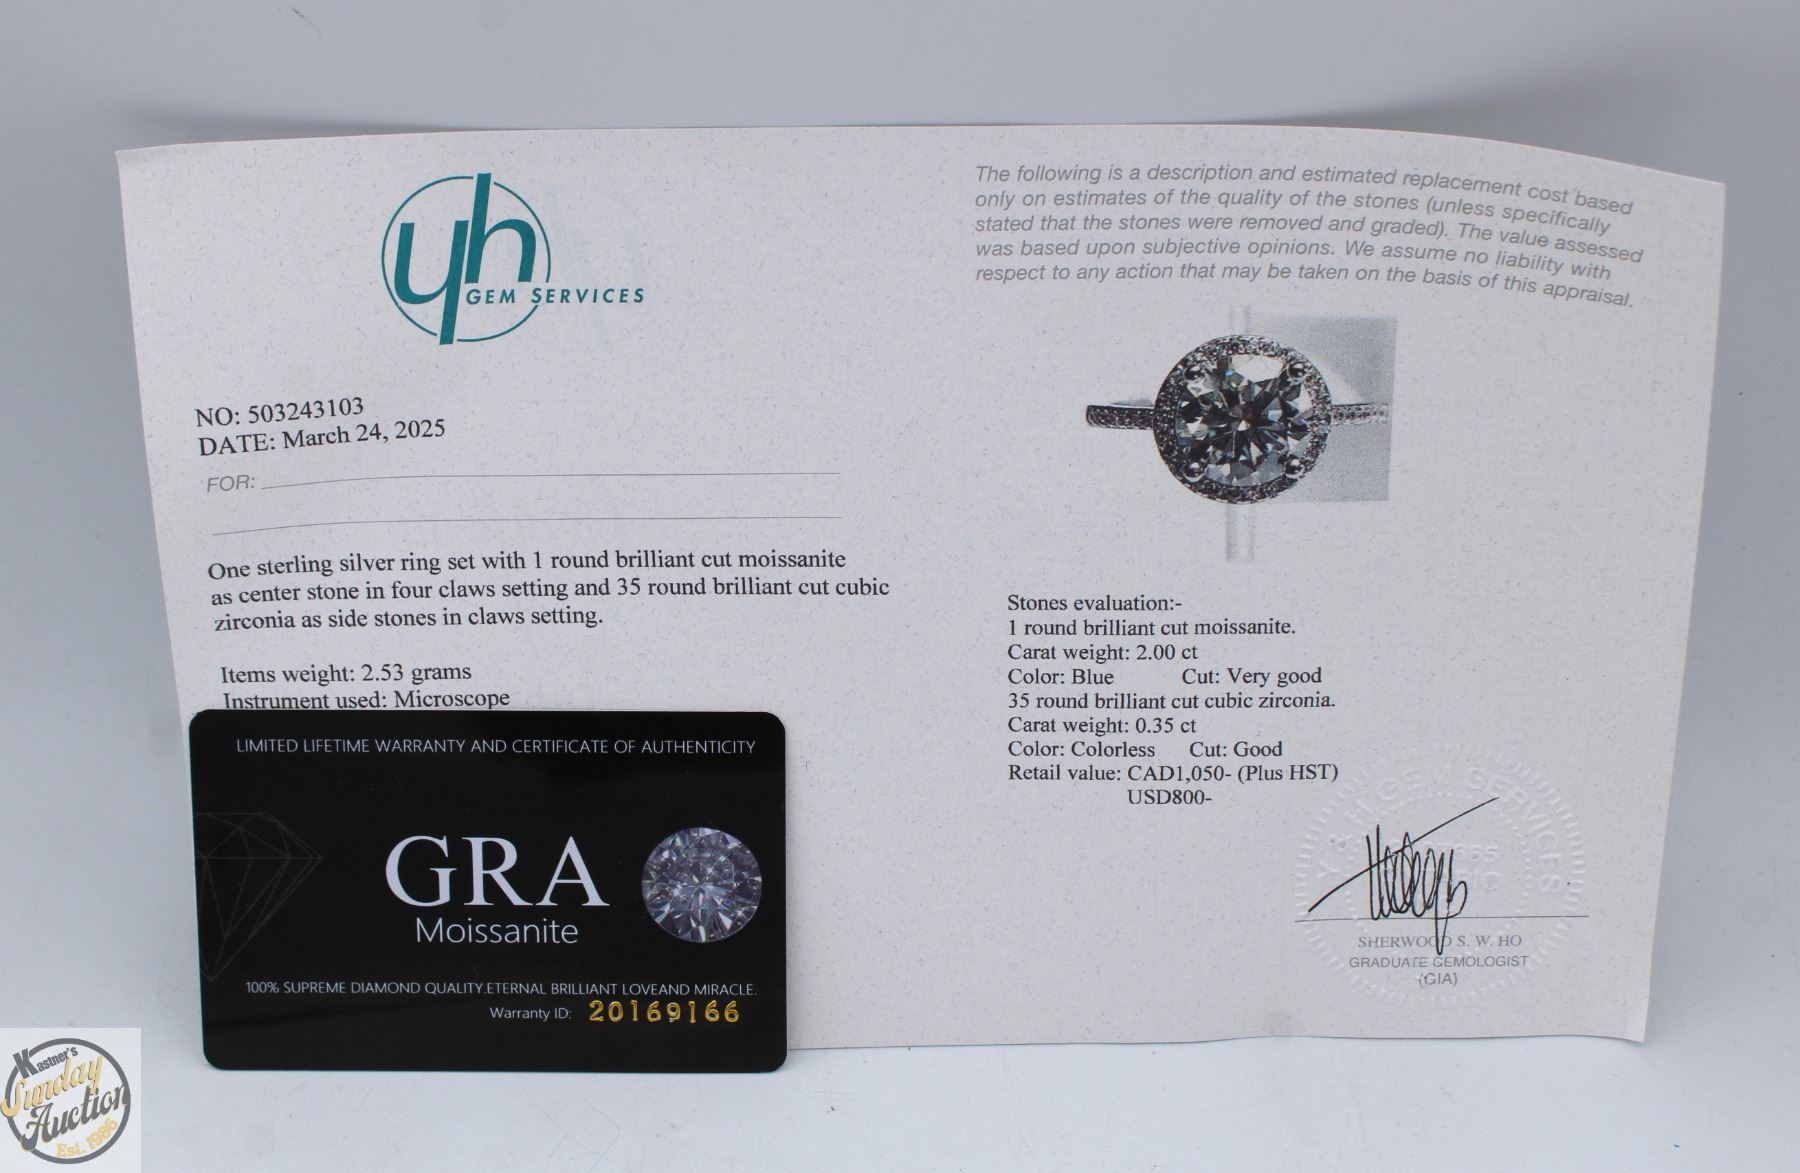 yh
GEM SERVICES
NO: 503243103
DATE: March 24, 2025
FOR:
One sterling silver ring set with 1 round brilliant cut moissanite
as center stone in four claws setting and 35 round brilliant cut cubic
zirconia as side stones in claws setting.
Items weight: 2.53 grams
Instrument used: Microscope
The following is a description and estimated replacement cost based
only on estimates of the quality of the stones (unless specifically
stated that the stones were removed and graded). The value assessed
was based upon subjective opinions. We assume no liability with
respect to any action that may be taken on the basis of this appraisal.
Stones evaluation:-
1 round brilliant cut moissanite.
Carat weight: 2.00 ct
Color: Blue Cut: Very good
35 round brilliant cut cubic zirconia.
Carat weight: 0.35 ct
Color: Colorless Cut: Good
Retail value: CAD1,050- (Plus HST)
USD800-
Y & H GEM SERVICES
SHERWOOD S. W. HO
GRADUATE GEMOLOGIST
(GIA)
LIMITED LIFETIME WARRANTY AND CERTIFICATE OF AUTHENTICITY
GRA
Moissanite
100% SUPREME DIAMOND QUALITY.ETERNAL BRILLIANT LOVEAND MIRACLE.
Warranty ID: 20169166
Kastner's
Sunday
Auction
Est. 1986